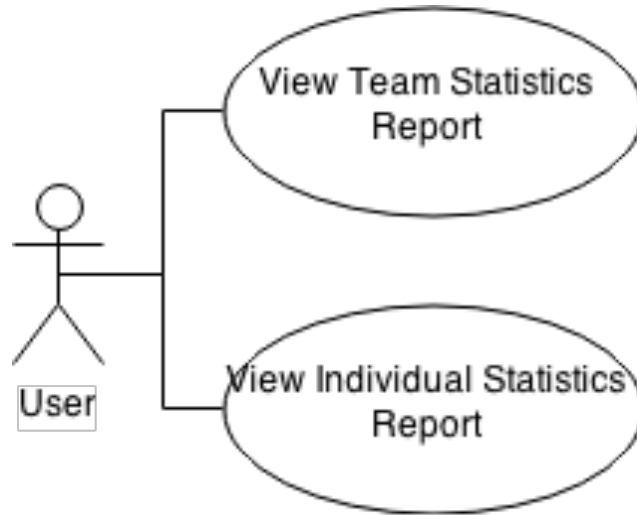 View Team Statistics
Report
View Individual Statistics
Report
User